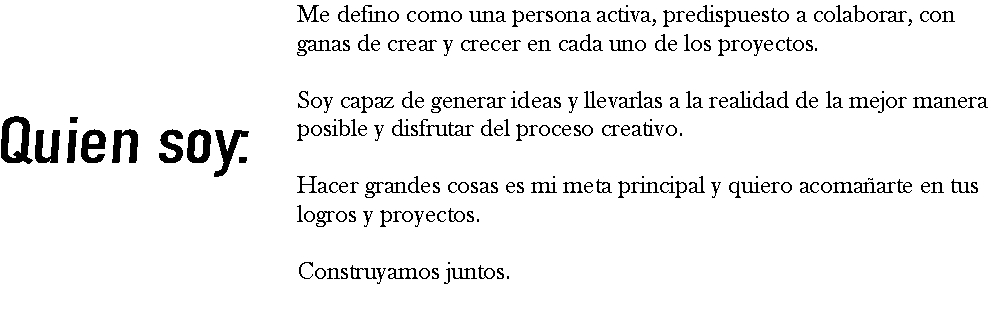 Quien soy:
Me defino como una persona activa, predispuesto a colaborar, con
ganas de crear y crecer en cada uno de los proyectos.
Soy capaz de generar ideas y llevarlas a la realidad de la mejor manera
posible y disfrutar del proceso creativo.
Hacer grandes cosas es mi meta principal y quiero acomañarte en tus
logros y proyectos.
Construyamos juntos.